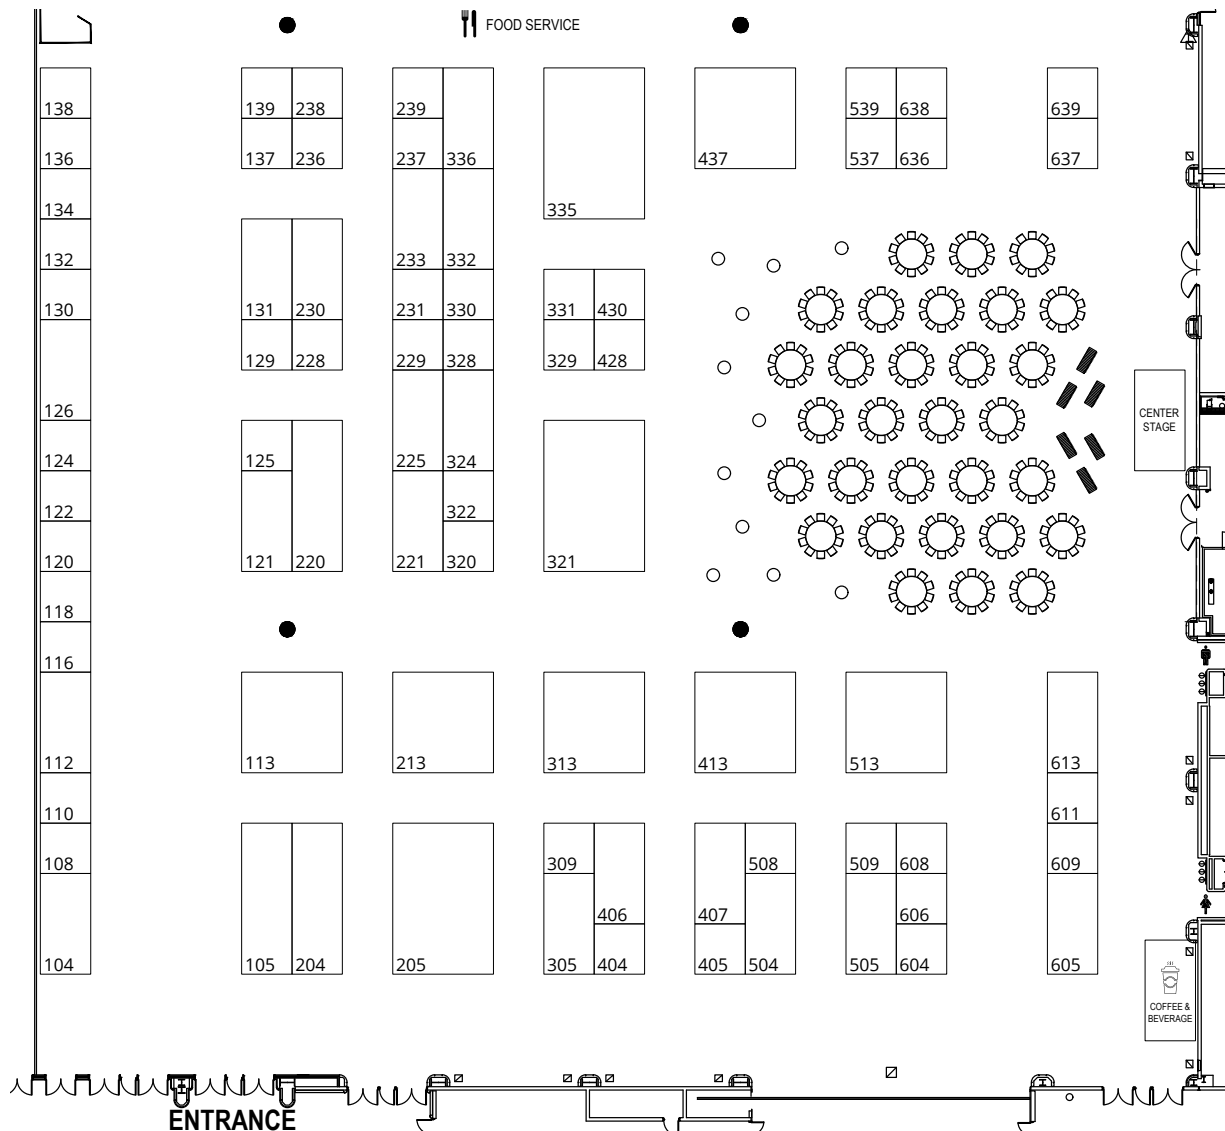 FOOD SERVICE
138 139 238 239 539 638 639
136 137 236 237 336 437 537 636 637
134 335
132 233 332
130 131 230 231 330 331 430
129 228 229 328 329 428
126
124 125 225 324
122 322
120 121 220 221 320 321
118
116
CENTER
STAGE
112 113 213 313 413 513 613
110 611
108 309 508 509 608 609
406 407 606
104 105 204 205 305 404 405 504 505 604 605
COFFEE &
BEVERAGE
ENTRANCE